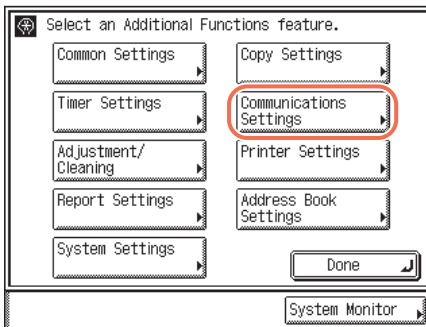 Select an Additional Functions feature.
Common Settings
Copy Settings
Timer Settings
Communications
Settings
Adjustment/
Cleaning
Printer Settings
Report Settings
Address Book
Settings
System Settings
Done
System Monitor